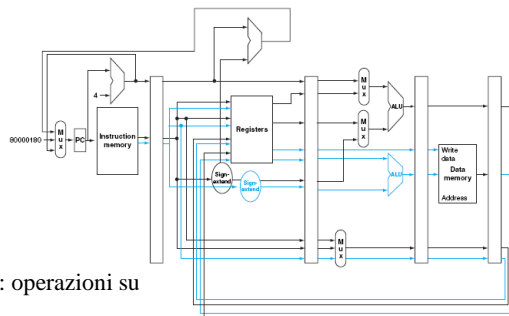 M u x
ALU
4
M u x
Registers
80000180
M u x
PC
Instruction memory
Write data
ALU
Data memory
Sign-extend
Sign-extend
Address
M u x
: operazioni su